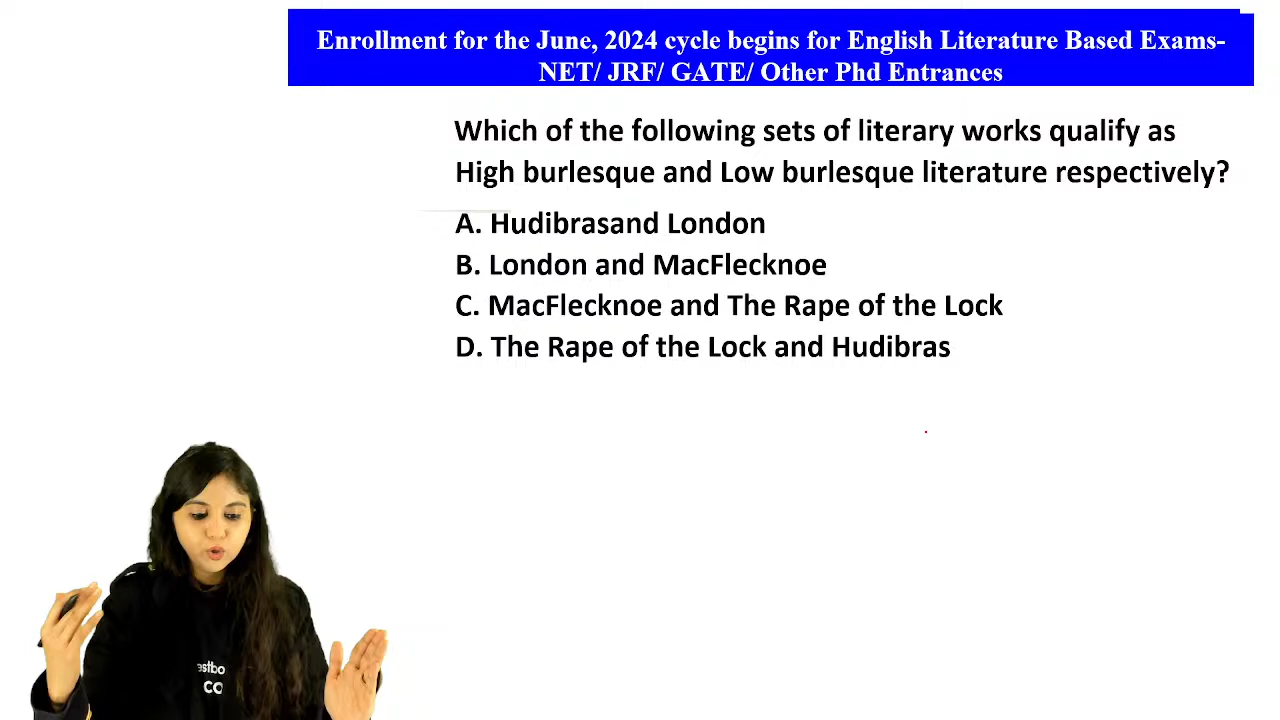 Enrollment for the June, 2024 cycle begins for English Literature Based Exams-
NET/ JRF/ GATE/ Other Phd Entrances
Which of the following sets of literary works qualify as
High burlesque and Low burlesque literature respectively?
A. Hudibrasand London
B. London and MacFlecknoe
C. MacFlecknoe and The Rape of the Lock
D. The Rape of the Lock and Hudibras